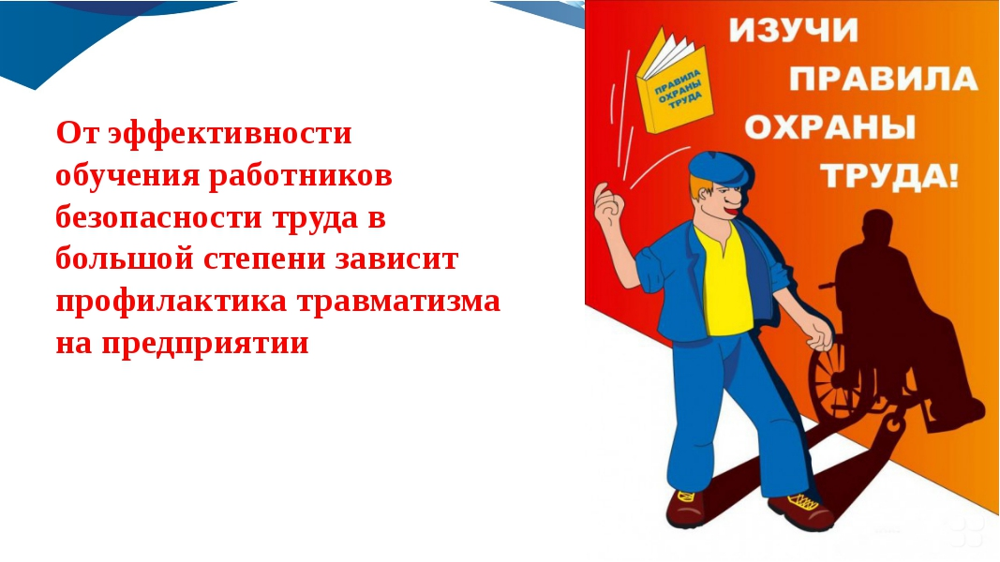 От эффективности
обучения работников
безопасности труда в
большой степени зависит
профилактика травматизма
на предприятии
ИЗУЧИ
ПРАВИЛА
ОХРАНЫ
ТРУДА!
ПРАВИЛА
ОХРАНЫ
ТРУДА